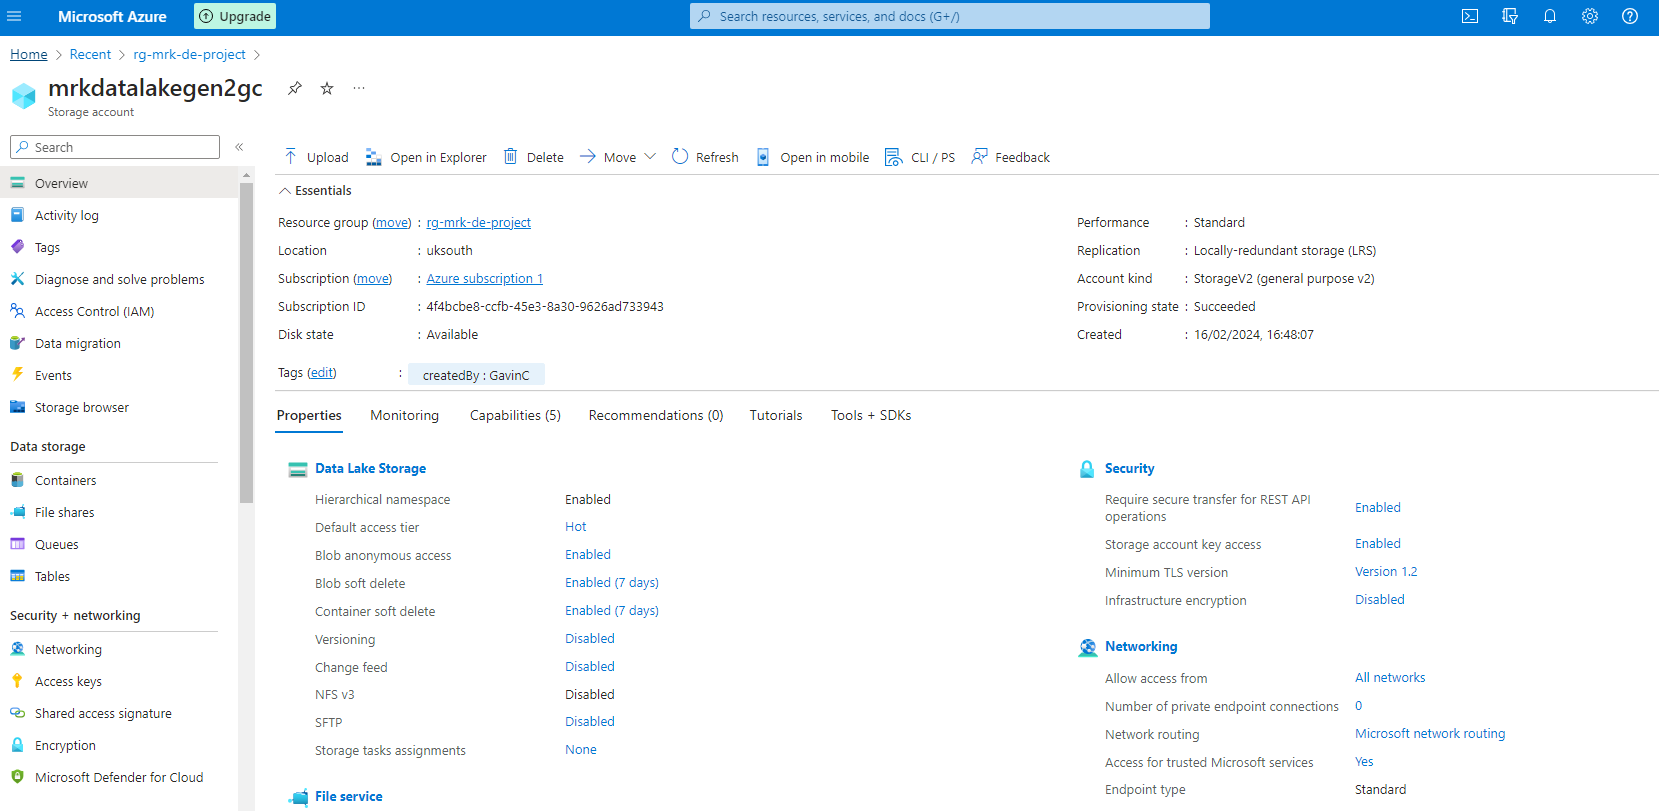 Microsoft Azure
Upgrade
Search resources, services, and docs (G+/)
Home > Recent > rg-mrk-de-project >
mrkdatalakegen2gc
Storage account
Search
Overview
Activity log
Tags
Diagnose and solve problems
Access Control (IAM)
Data migration
Events
Storage browser
Data storage
Containers
File shares
Queues
Tables
Security + networking
Networking
Access keys
Shared access signature
Encryption
Microsoft Defender for Cloud
Upload Open in Explorer Delete Move Refresh Open in mobile CLI / PS Feedback
Essentials
Resource group (move) : rg-mrk-de-project
Location : uksouth
Subscription (move) : Azure subscription 1
Subscription ID : 4f4bcbe8-ccfb-45e3-8a30-9626ad733943
Disk state : Available
Performance : Standard
Replication : Locally-redundant storage (LRS)
Account kind : StorageV2 (general purpose v2)
Provisioning state : Succeeded
Created : 16/02/2024, 16:48:07
Tags (edit) : createdBy : GavinC
Properties Monitoring Capabilities (5) Recommendations (0) Tutorials Tools + SDKs
Data Lake Storage
Hierarchical namespace Enabled
Default access tier Hot
Blob anonymous access Enabled
Blob soft delete Enabled (7 days)
Container soft delete Enabled (7 days)
Versioning Disabled
Change feed Disabled
NFS v3 Disabled
SFTP Disabled
Storage tasks assignments None
File service
Security
Require secure transfer for REST API
operations Enabled
Storage account key access Enabled
Minimum TLS version Version 1.2
Infrastructure encryption Disabled
Networking
Allow access from All networks
Number of private endpoint connections 0
Network routing Microsoft network routing
Access for trusted Microsoft services Yes
Endpoint type Standard